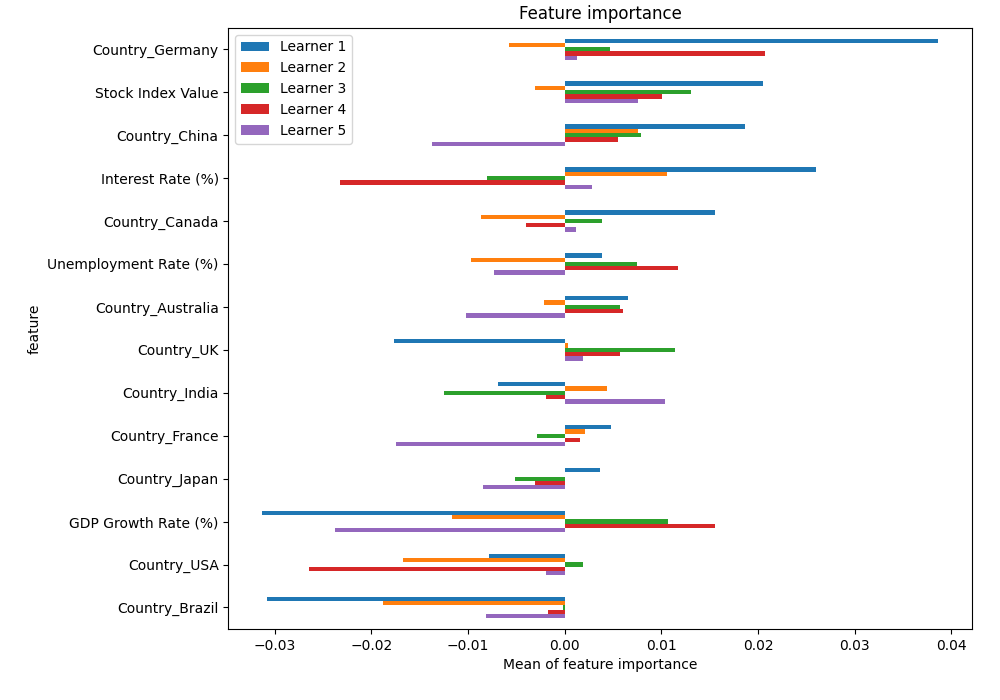 Feature importance
Learner 1
Learner 2
Learner 3
Learner 4
Learner 5
feature
Country_Germany
Stock Index Value
Country_China
Interest Rate (%)
Country_Canada
Unemployment Rate (%)
Country_Australia
Country_UK
Country_India
Country_France
Country_Japan
GDP Growth Rate (%)
Country_USA
Country_Brazil
−0.03 −0.02 −0.01 0.00 0.01 0.02 0.03 0.04
Mean of feature importance